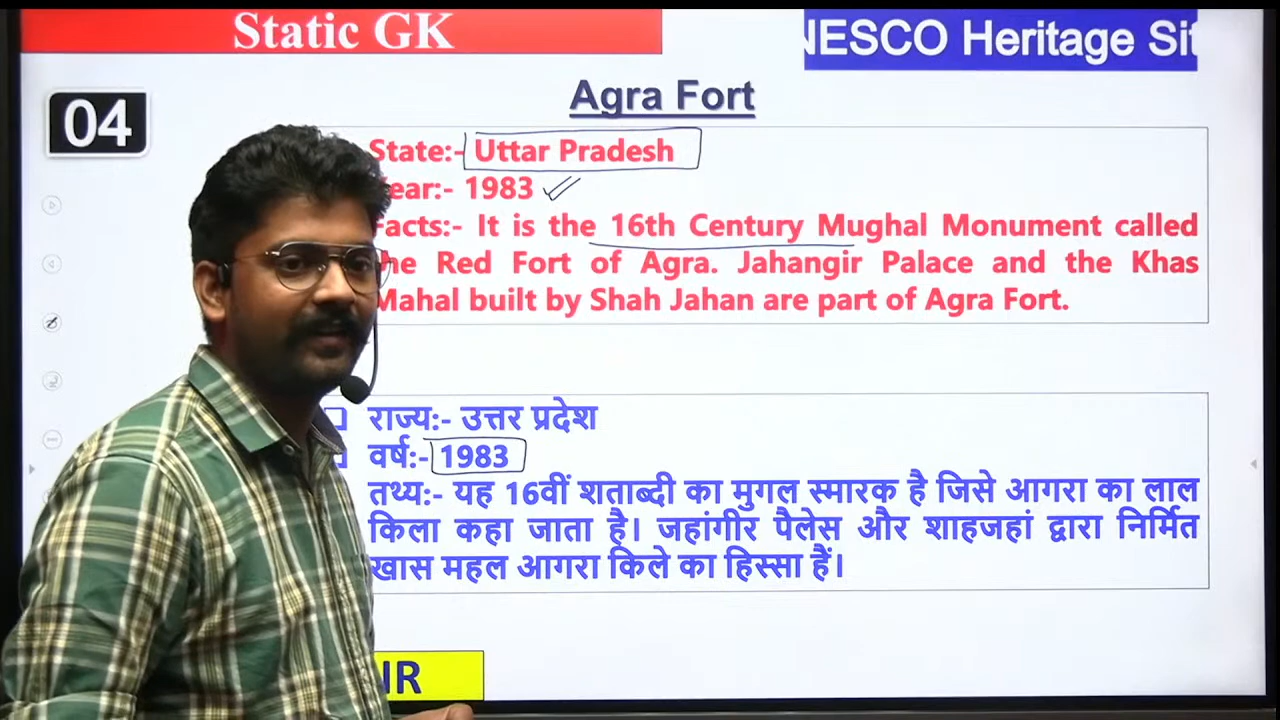 Static GK
NESCO Heritage Sit
Agra Fort
04
State:- Uttar Pradesh
ear:- 1983
Facts:- It is the 16th Century Mughal Monument called
he Red Fort of Agra. Jahangir Palace and the Khas
Mahal built by Shah Jahan are part of Agra Fort.
राज्य:- उत्तर प्रदेश
वर्ष:- 1983
तथ्य:- यह 16वीं शताब्दी का मुगल स्मारक है जिसे आगरा का लाल
किला कहा जाता है। जहांगीर पैलेस और शाहजहां द्वारा निर्मित
खास महल आगरा किले का हिस्सा हैं।